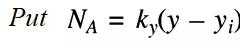 Put N_A = k_y(y − y_i)